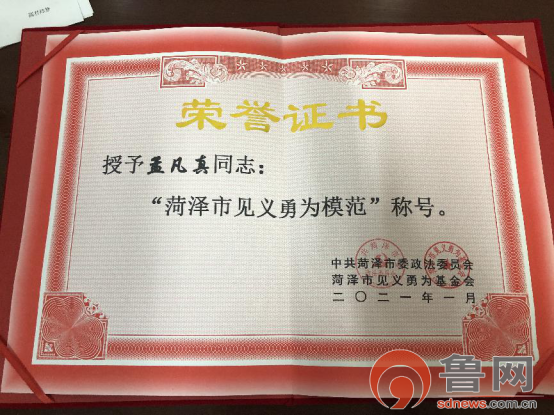 荣誉证书
授予孟凡真同志：
“菏泽市见义勇为模范”称号。
中共菏泽市委政法委员会
菏泽市见义勇为基金会
二〇二一年一月
鲁网
sdnews.com.cn